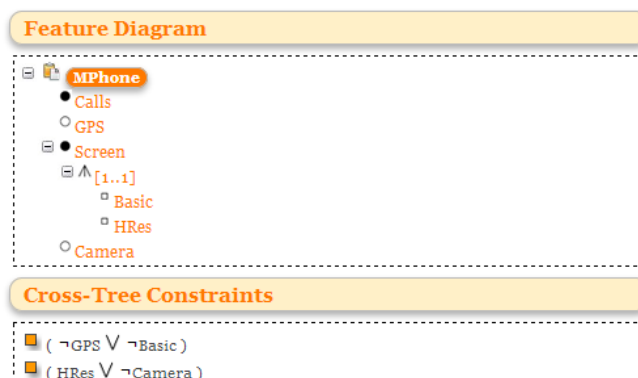 Feature Diagram
MPhone
Calls
GPS
Screen
[1..1]
Basic
HRes
Camera
Cross-Tree Constraints
( ¬GPS ∨ ¬Basic )
( HRes ∨ ¬Camera )